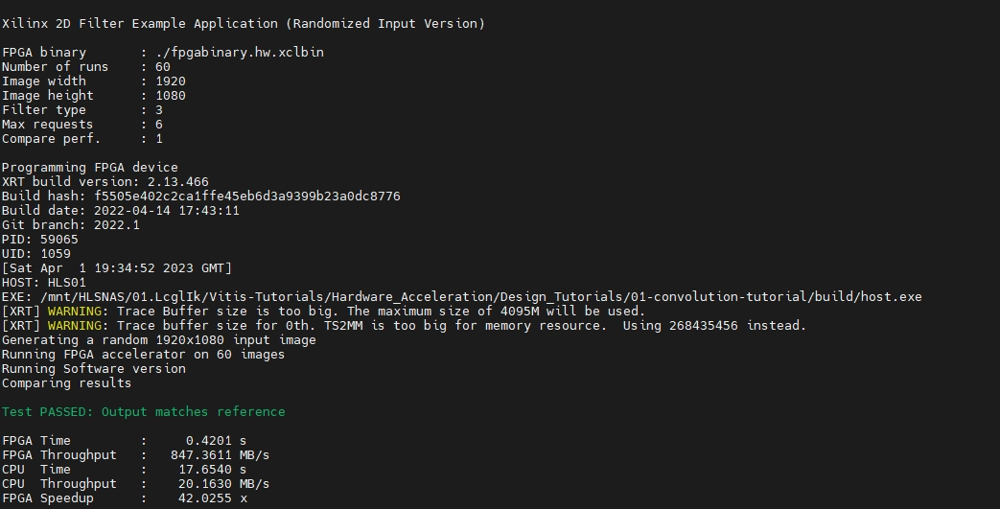 Xilinx 2D Filter Example Application (Randomized Input Version)
FPGA binary       : ./fpgabinary.hw.xclbin
Number of runs    : 60
Image width       : 1920
Image height      : 1080
Filter type       : 3
Max requests      : 6
Compare perf.     : 1
Programming FPGA device
XRT build version: 2.13.466
Build hash: f5505e402c2ca1ffe45eb6d3a9399b23a0dc8776
Build date: 2022-04-14 17:43:11
Git branch: 2022.1
PID: 59065
UID: 1059
[Sat Apr  1 19:34:52 2023 GMT]
HOST: HLS01
EXE: /mnt/HLSNAS/01.LcglIk/Vitis-Tutorials/Hardware_Acceleration/Design_Tutorials/01-convolution-tutorial/build/host.exe
[XRT] WARNING: Trace Buffer size is too big. The maximum size of 4095M will be used.
[XRT] WARNING: Trace buffer size for 0th. TS2MM is too big for memory resource.  Using 268435456 instead.
Generating a random 1920x1080 input image
Running FPGA accelerator on 60 images
Running Software version
Comparing results
Test PASSED: Output matches reference
FPGA Time         :     0.4201 s
FPGA Throughput   :   847.3611 MB/s
CPU  Time         :    17.6540 s
CPU  Throughput   :    20.1630 MB/s
FPGA Speedup      :    42.0255 x